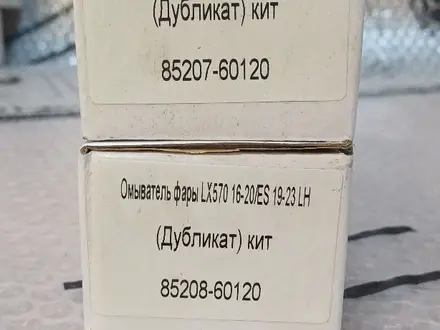 (Дубликат) кит
85207-60120
Омыватель фары LX570 16-20/ES 19-23 LH
(Дубликат) кит
85208-60120